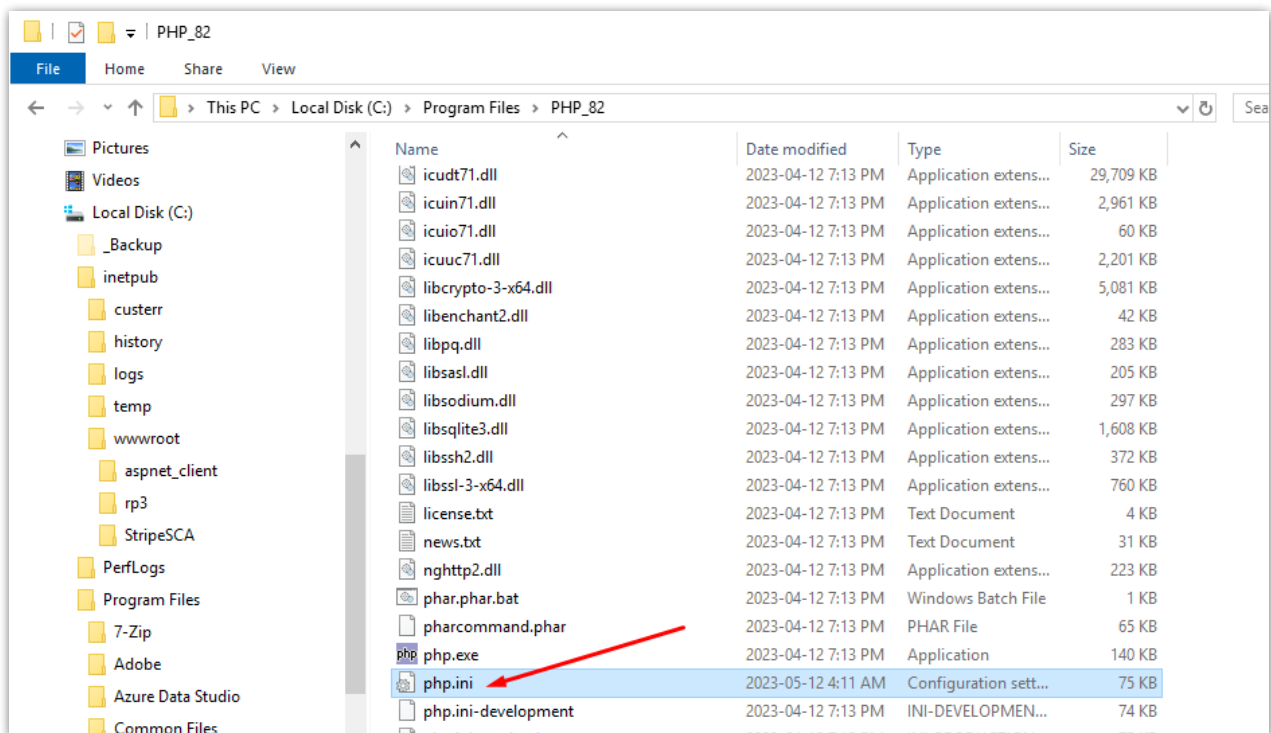 PHP_82
File Home Share View
This PC > Local Disk (C:) > Program Files > PHP_82
Sea
Pictures
Videos
Local Disk (C:)
_Backup
inetpub
custerr
history
logs
temp
wwwroot
aspnet_client
rp3
StripeSCA
PerfLogs
Program Files
7-Zip
Adobe
Azure Data Studio
Common Files
Name Date modified Type Size
icudt71.dll 2023-04-12 7:13 PM Application extens... 29,709 KB
icuin71.dll 2023-04-12 7:13 PM Application extens... 2,961 KB
icuio71.dll 2023-04-12 7:13 PM Application extens... 60 KB
icuuc71.dll 2023-04-12 7:13 PM Application extens... 2,201 KB
libcrypto-3-x64.dll 2023-04-12 7:13 PM Application extens... 5,081 KB
libenchant2.dll 2023-04-12 7:13 PM Application extens... 42 KB
libpq.dll 2023-04-12 7:13 PM Application extens... 283 KB
libsasl.dll 2023-04-12 7:13 PM Application extens... 205 KB
libsodium.dll 2023-04-12 7:13 PM Application extens... 297 KB
libsqlite3.dll 2023-04-12 7:13 PM Application extens... 1,608 KB
libssh2.dll 2023-04-12 7:13 PM Application extens... 372 KB
libssl-3-x64.dll 2023-04-12 7:13 PM Application extens... 760 KB
license.txt 2023-04-12 7:13 PM Text Document 4 KB
news.txt 2023-04-12 7:13 PM Text Document 31 KB
nghttp2.dll 2023-04-12 7:13 PM Application extens... 223 KB
phar.phar.bat 2023-04-12 7:13 PM Windows Batch File 1 KB
pharcommand.phar 2023-04-12 7:13 PM PHAR File 65 KB
php php.exe 2023-04-12 7:13 PM Application 140 KB
php.ini 2023-05-12 4:11 AM Configuration sett... 75 KB
php.ini-development 2023-04-12 7:13 PM INI-DEVELOPMEN... 74 KB